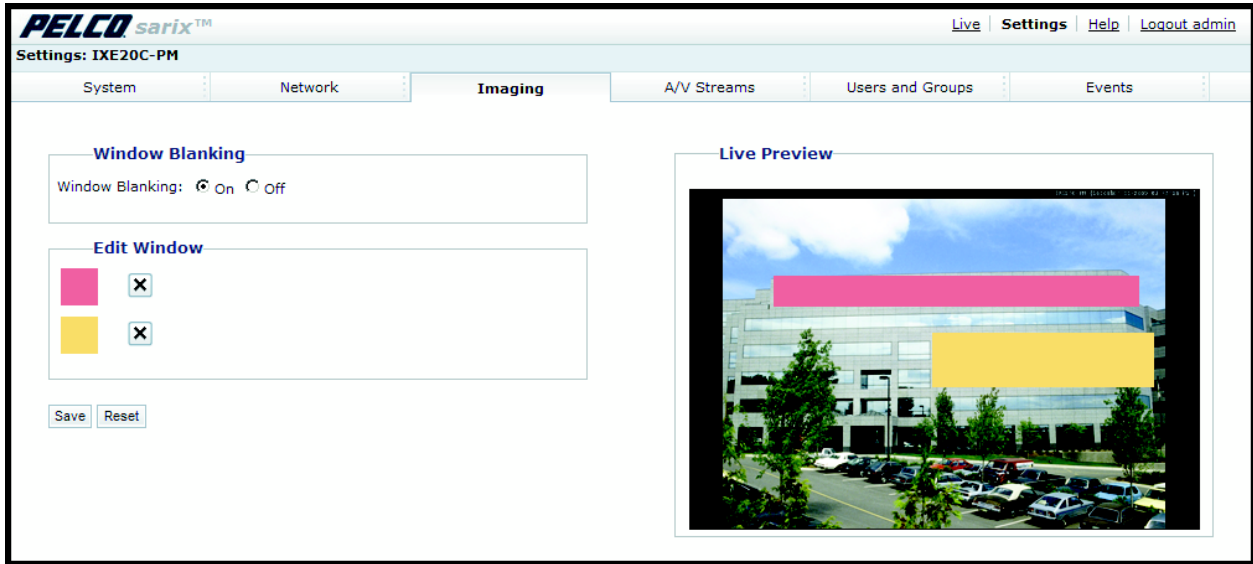 PELCO sarix™
Live Settings Help Logout admin
Settings: IXE20C-PM
System Network Imaging A/V Streams Users and Groups Events
Window Blanking
Window Blanking: On Off
Edit Window
Save Reset
Live Preview